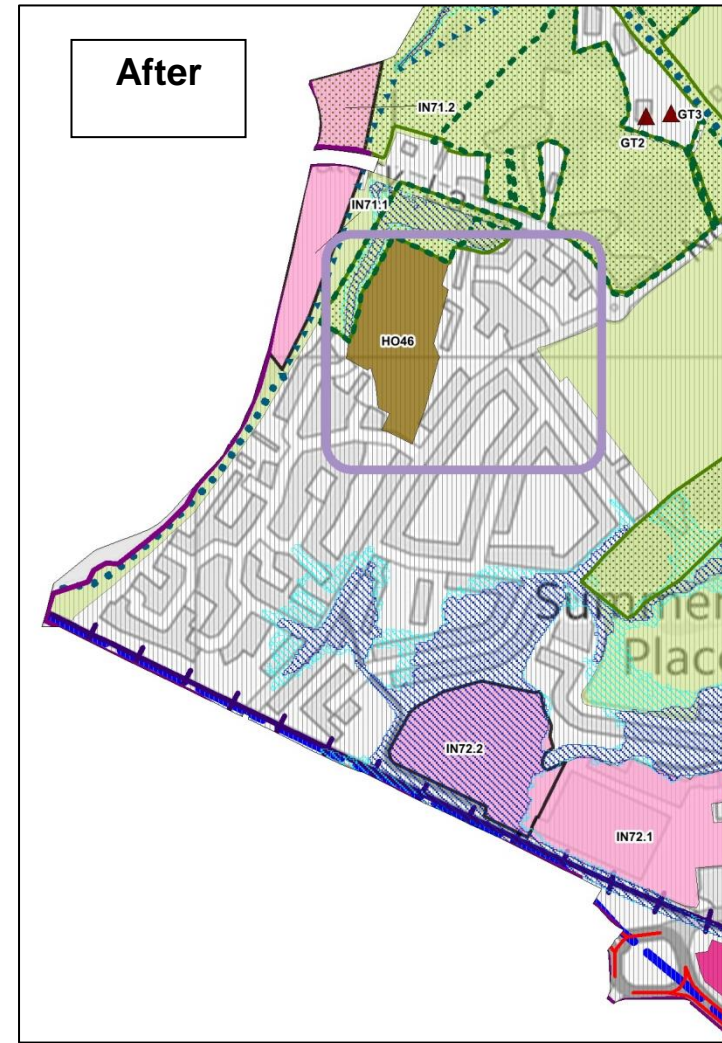 After
IN71.2
GT3
GT2
IN71.1
HO46
Summer
Place
IN72.2
IN72.1